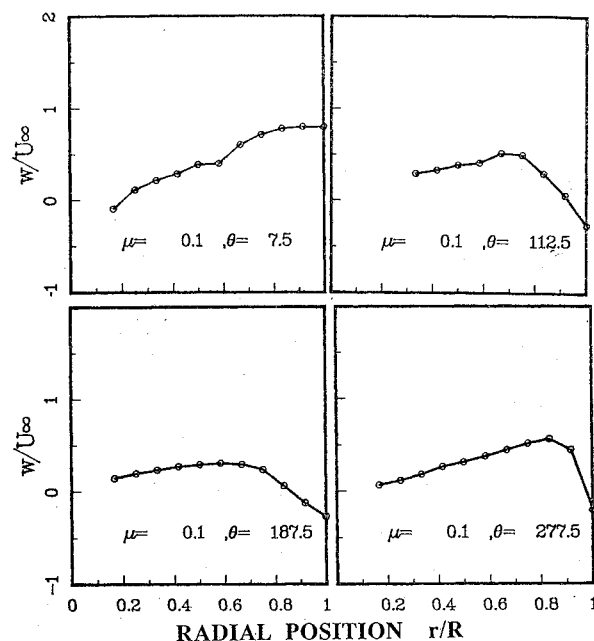 2
1
0
-1
w/U∞
μ= 0.1 ,θ= 7.5
μ= 0.1 ,θ= 112.5
1
0
-1
w/U∞
μ= 0.1 ,θ= 187.5
μ= 0.1 ,θ= 277.5
0 0.2 0.4 0.6 0.8 1 0.2 0.4 0.6 0.8 1
RADIAL POSITION r/R